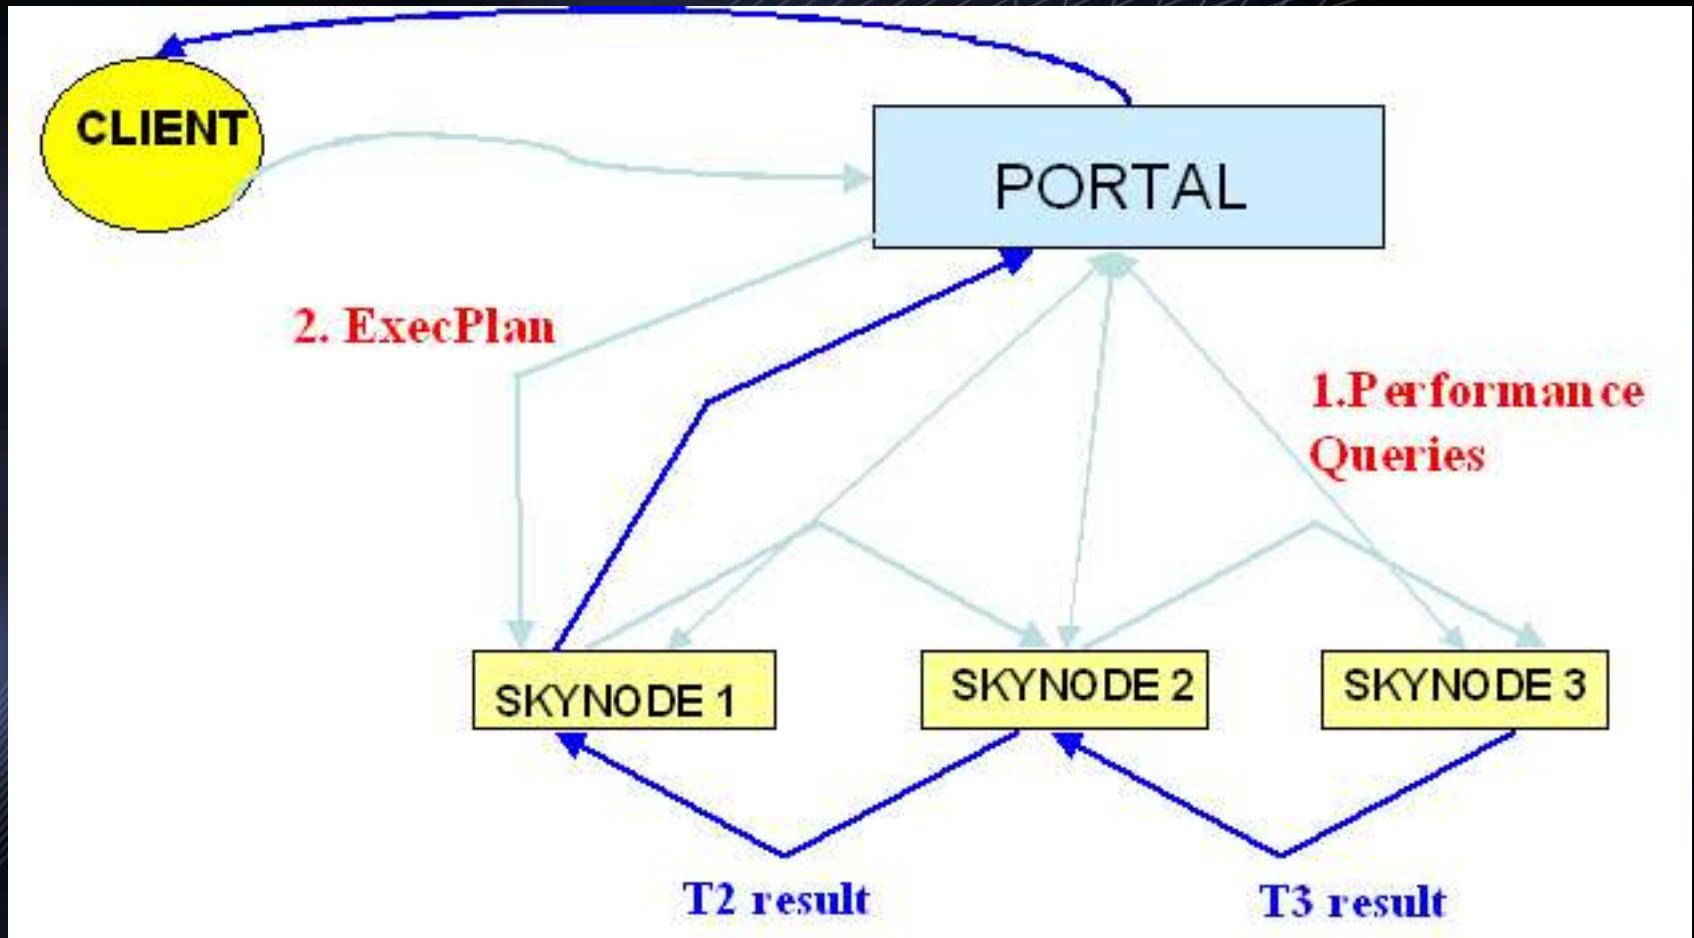 CLIENT
PORTAL
2. ExecPlan
1.Performance
Queries
SKYNODE 1
SKYNODE 2
SKYNODE 3
T2 result
T3 result